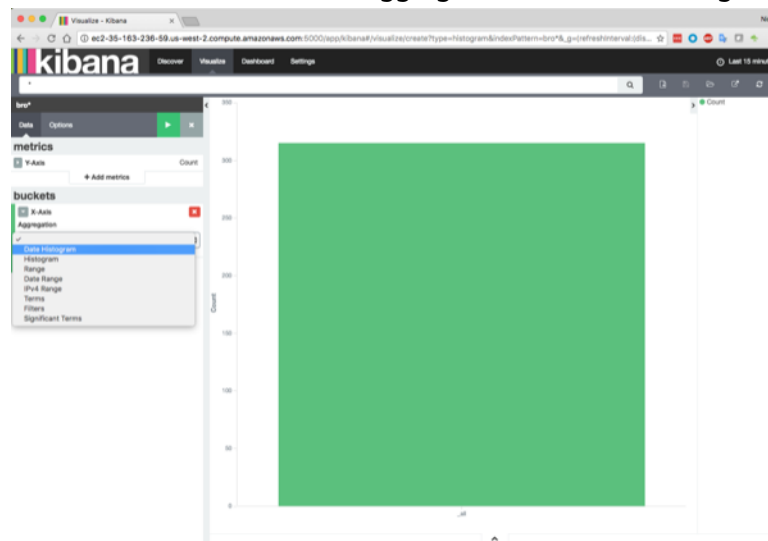 Visualize - Kibana
ec2-35-163-236-59.us-west-2.compute.amazonaws.com:5000/app/kibana#/visualize/create?type=histogram&indexPattern=bro*&_g=(refreshInterval:(dis...
kibana
Discover Visualize Dashboard Settings
Last 15 minut
*
bro*
Data Options
metrics
Y-Axis Count
+ Add metrics
buckets
X-Axis
Aggregation
Date Histogram
Histogram
Range
Date Range
IPv4 Range
Terms
Filters
Significant Terms
350
300
250
200
150
100
50
0
Count
_all
Count